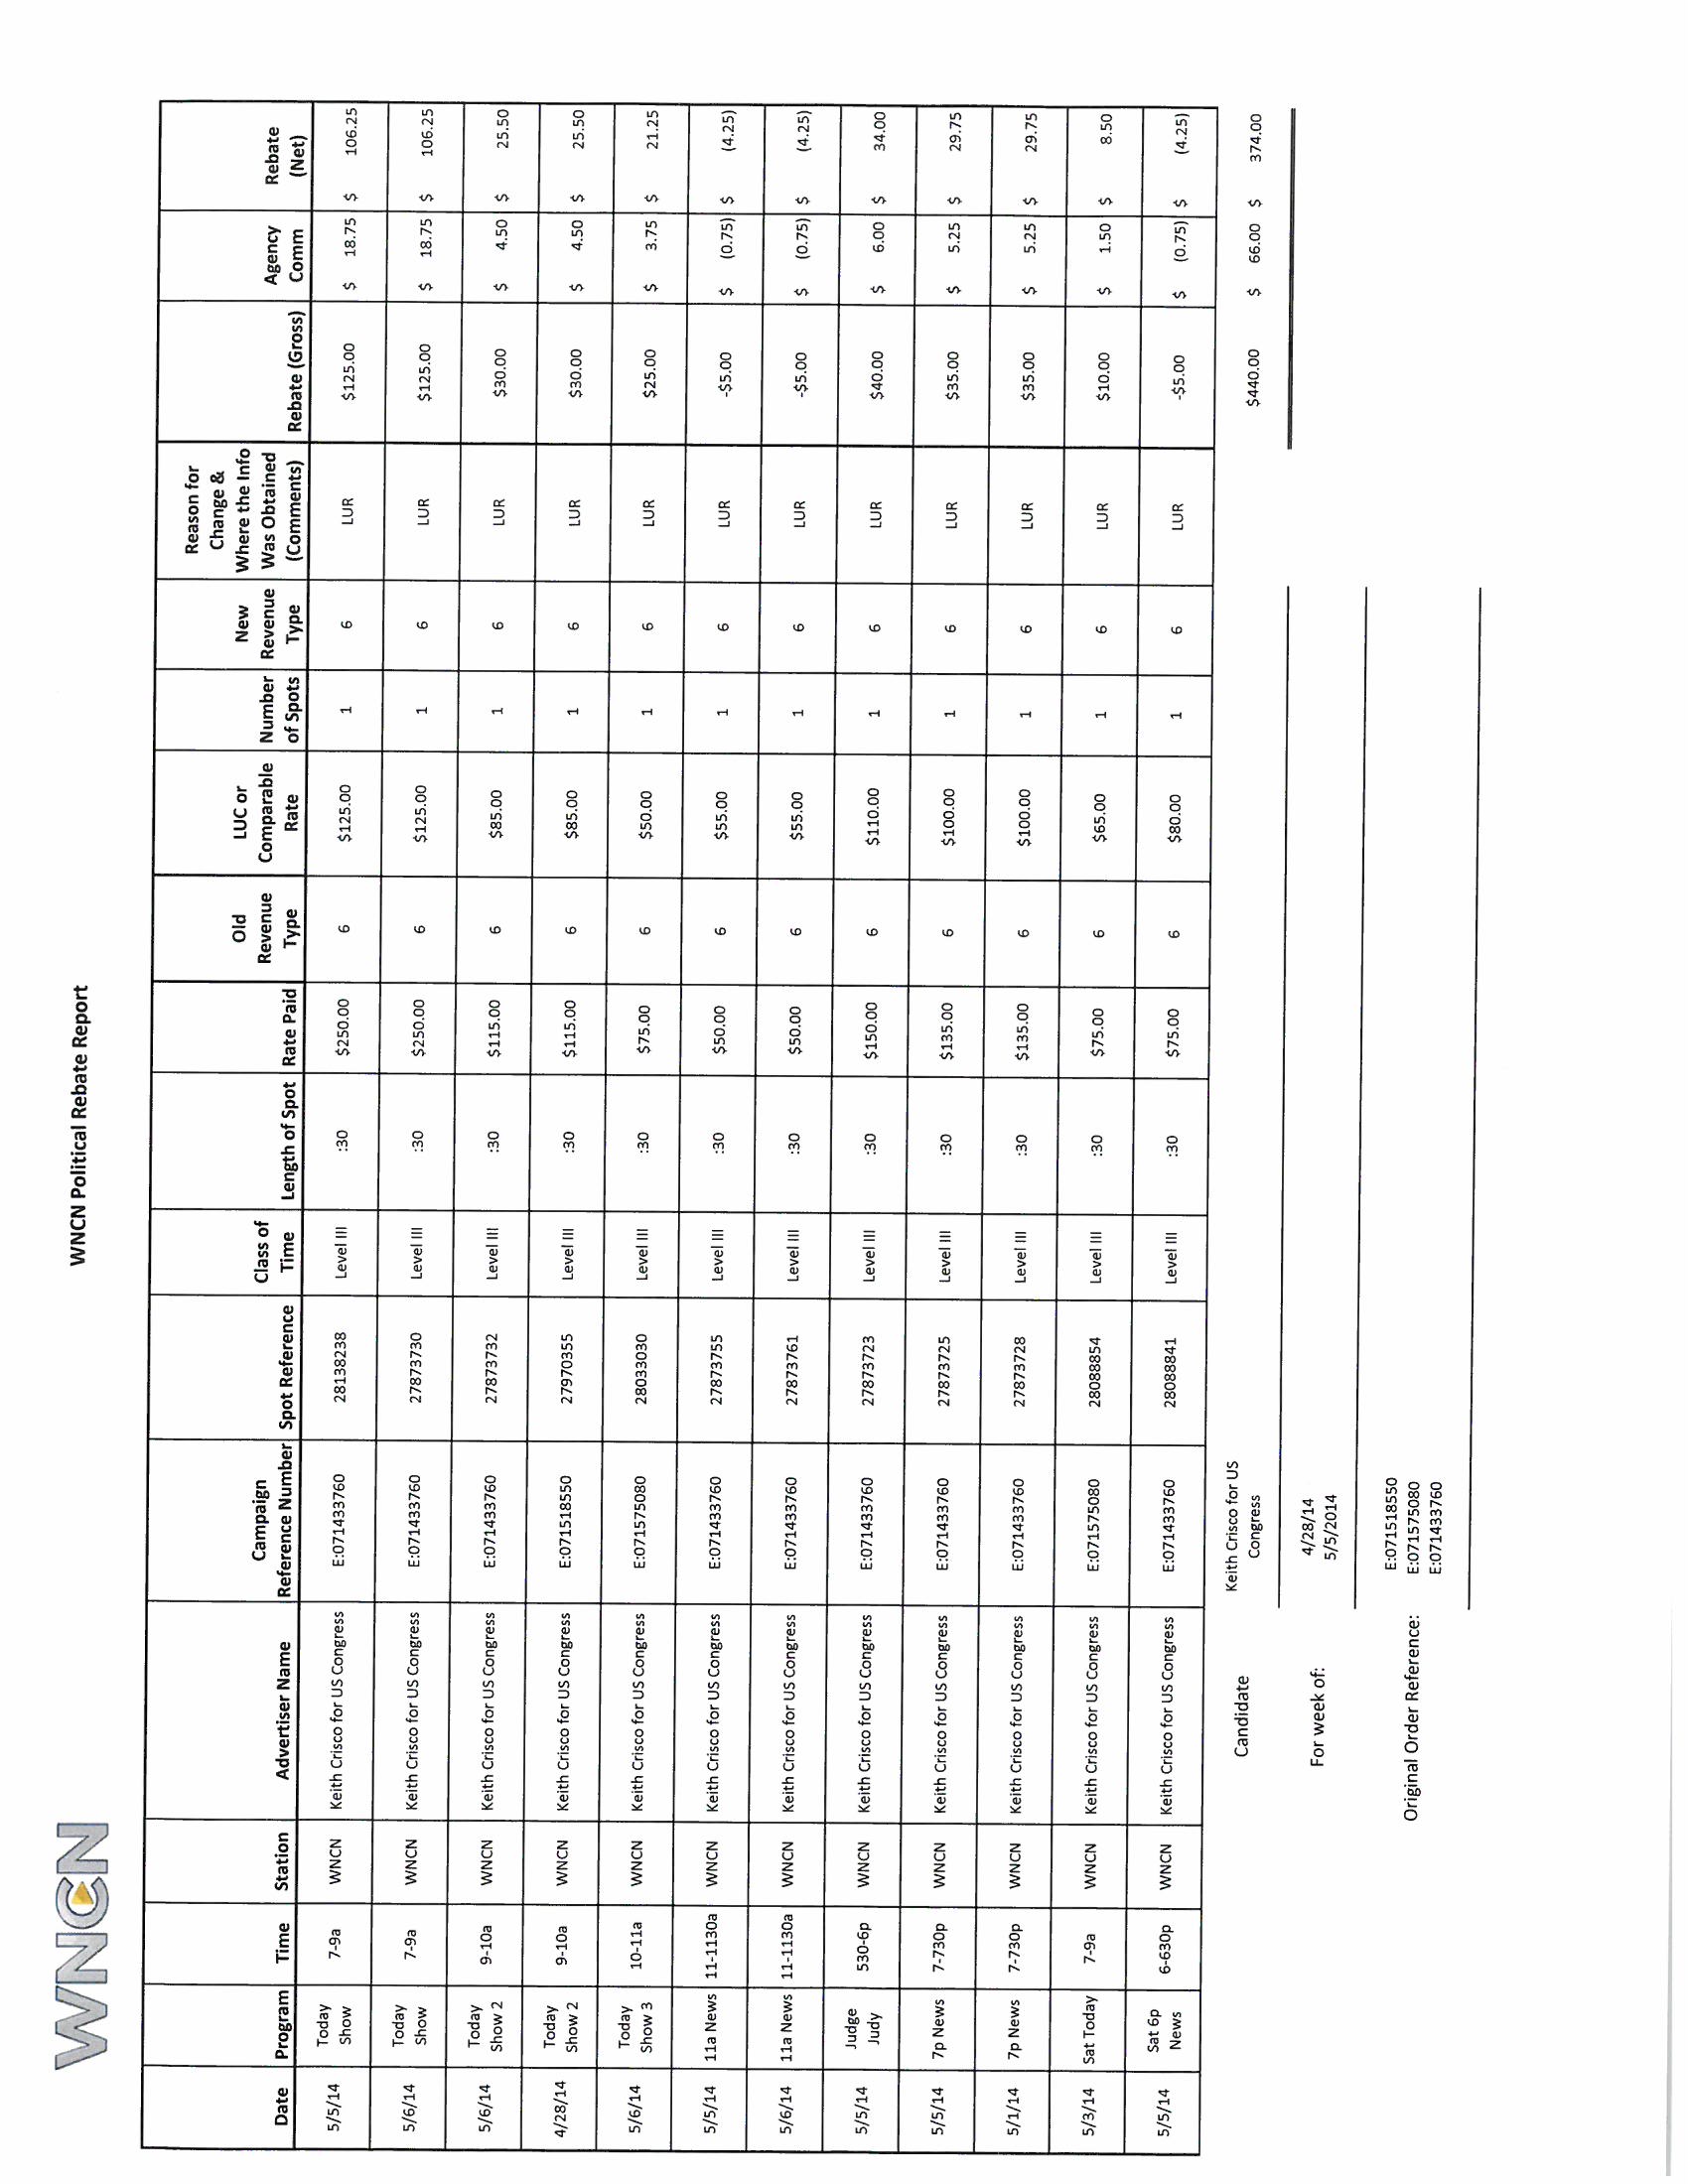 WNCN
WNCN Political Rebate Report
Date Program Time Station Advertiser Name Campaign Reference Number Spot Reference Class of Time Length of Spot Rate Paid Old Revenue Type LUC or Comparable Rate Number of Spots New Revenue Type Reason for Change & Where the Info Was Obtained (Comments) Rebate (Gross) Agency Comm Rebate (Net)
5/5/14 Today Show 7-9a WNCN Keith Crisco for US Congress E:071433760 28138238 Level III :30 $250.00 6 $125.00 1 6 LUR $125.00 $ 18.75 $ 106.25
5/6/14 Today Show 7-9a WNCN Keith Crisco for US Congress E:071433760 27873730 Level III :30 $250.00 6 $125.00 1 6 LUR $125.00 $ 18.75 $ 106.25
5/6/14 Today Show 2 9-10a WNCN Keith Crisco for US Congress E:071433760 27873732 Level III :30 $115.00 6 $85.00 1 6 LUR $30.00 $ 4.50 $ 25.50
4/28/14 Today Show 2 9-10a WNCN Keith Crisco for US Congress E:071518550 27970355 Level III :30 $115.00 6 $85.00 1 6 LUR $30.00 $ 4.50 $ 25.50
5/6/14 Today Show 3 10-11a WNCN Keith Crisco for US Congress E:071575080 28033030 Level III :30 $75.00 6 $50.00 1 6 LUR $25.00 $ 3.75 $ 21.25
5/5/14 11a News 11-1130a WNCN Keith Crisco for US Congress E:071433760 27873755 Level III :30 $50.00 6 $55.00 1 6 LUR -$5.00 $ (0.75) $ (4.25)
5/6/14 11a News 11-1130a WNCN Keith Crisco for US Congress E:071433760 27873761 Level III :30 $50.00 6 $55.00 1 6 LUR -$5.00 $ (0.75) $ (4.25)
5/5/14 Judge Judy 530-6p WNCN Keith Crisco for US Congress E:071433760 27873723 Level III :30 $150.00 6 $110.00 1 6 LUR $40.00 $ 6.00 $ 34.00
5/5/14 7p News 7-730p WNCN Keith Crisco for US Congress E:071433760 27873725 Level III :30 $135.00 6 $100.00 1 6 LUR $35.00 $ 5.25 $ 29.75
5/1/14 7p News 7-730p WNCN Keith Crisco for US Congress E:071433760 27873728 Level III :30 $135.00 6 $100.00 1 6 LUR $35.00 $ 5.25 $ 29.75
5/3/14 Sat Today 7-9a WNCN Keith Crisco for US Congress E:071575080 28088854 Level III :30 $75.00 6 $65.00 1 6 LUR $10.00 $ 1.50 $ 8.50
5/5/14 Sat 6p News 6-630p WNCN Keith Crisco for US Congress E:071433760 28088841 Level III :30 $75.00 6 $80.00 1 6 LUR -$5.00 $ (0.75) $ (4.25)
$440.00 $ 66.00 $ 374.00
Candidate Keith Crisco for US Congress
For week of: 4/28/14
5/5/2014
Original Order Reference: E:071518550
E:071575080
E:071433760